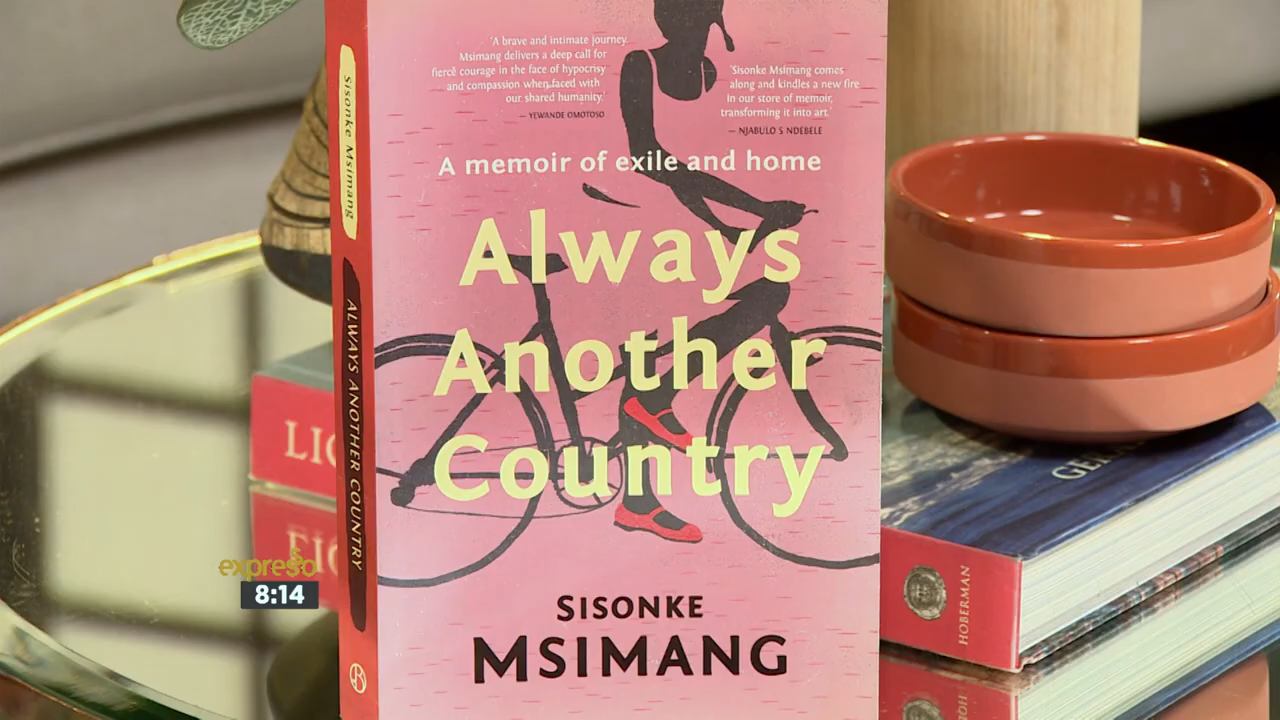 'A brave and intimate journey.
Msimang delivers a deep call for
fierce courage in the face of hypocrisy
and compassion when faced with
our shared humanity.'
— YEWANDE OMOTOSO
'Sisonke Msimang comes
along and kindles a new fire
in our store of memoir,
transforming it into art.'
— NJABULO S NDEBELE
A memoir of exile and home
Always
Another
Country
SISONKE
MSIMANG
Sisonke Msimang
ALWAYS ANOTHER COUNTRY
HOBERMAN
expresso
8:14